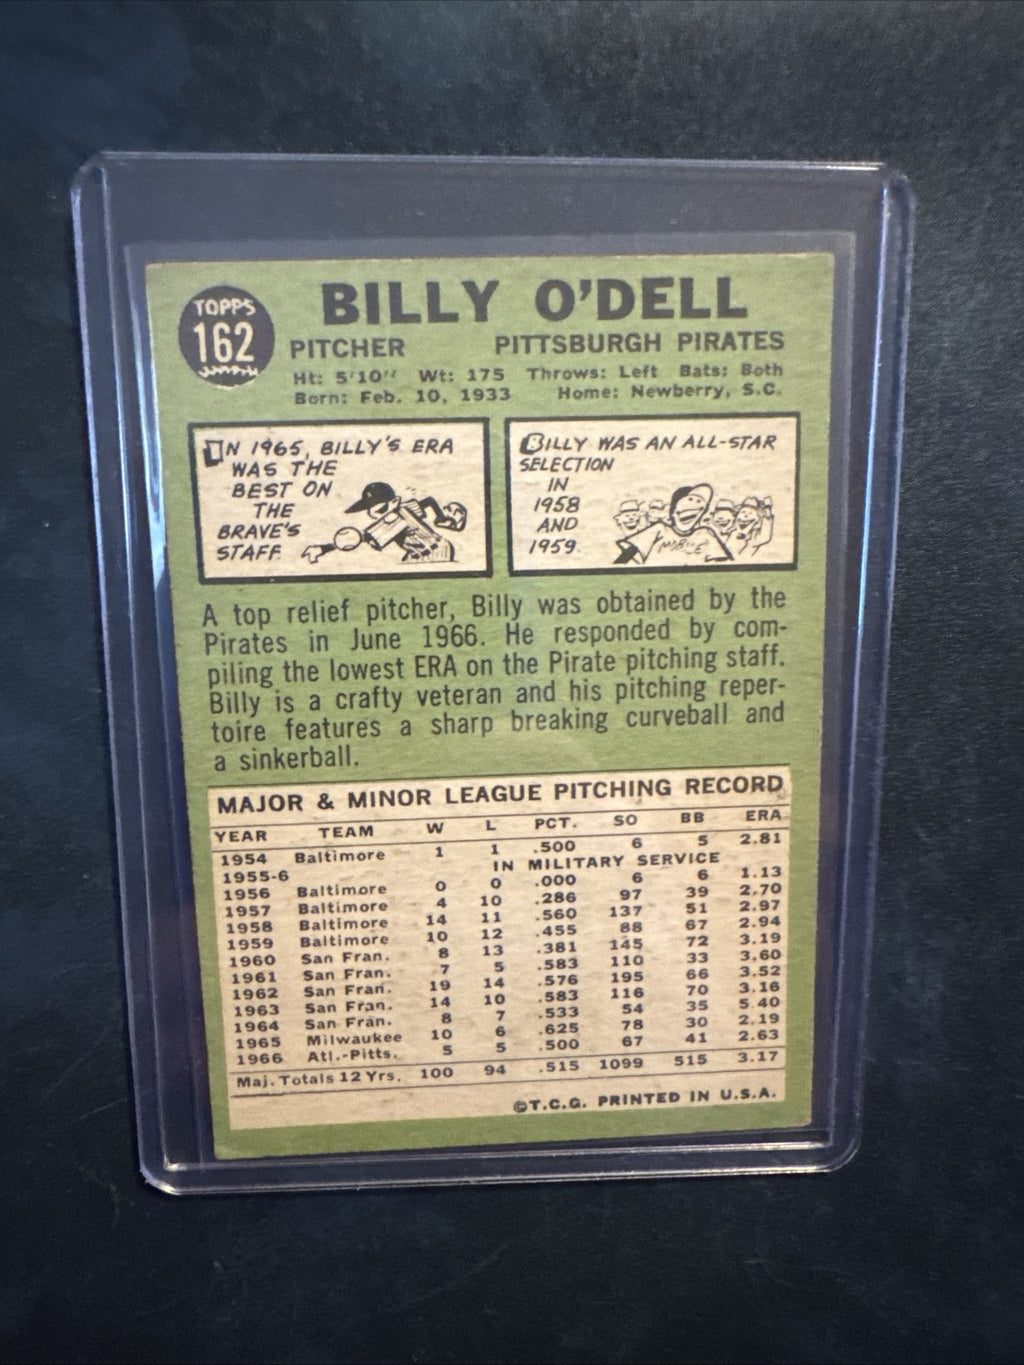 TOPPS
162
BILLY O'DELL
PITCHER PITTSBURGH PIRATES
Ht: 5'10" Wt: 175 Throws: Left Bats: Both
Born: Feb. 10, 1933 Home: Newberry, S.C.
IN 1965, BILLY'S ERA
WAS THE
BEST ON
THE
BRAVE'S
STAFF.
BILLY WAS AN ALL-STAR
SELECTION
IN
1958
AND
1959.
A top relief pitcher, Billy was obtained by the
Pirates in June 1966. He responded by com-
piling the lowest ERA on the Pirate pitching staff.
Billy is a crafty veteran and his pitching reper-
toire features a sharp breaking curveball and
a sinkerball.
MAJOR & MINOR LEAGUE PITCHING RECORD
YEAR TEAM W L PCT. SO BB ERA
1954 Baltimore 1 1 .500 6 5 2.81
1955-6 IN MILITARY SERVICE
1956 Baltimore 0 0 .000 6 6 1.13
1957 Baltimore 4 10 .286 97 39 2.70
1958 Baltimore 14 11 .560 137 51 2.97
1959 Baltimore 10 12 .455 88 67 2.94
1960 San Fran. 8 13 .381 145 72 3.19
1961 San Fran. 7 5 .583 110 33 3.60
1962 San Fran. 19 14 .576 195 66 3.52
1963 San Fran. 14 10 .583 116 70 3.16
1964 San Fran. 8 7 .533 54 35 5.40
1965 Milwaukee 10 6 .625 78 30 2.19
1966 Atl.-Pitts. 5 5 .500 67 41 2.63
Maj. Totals 12 Yrs. 100 94 .515 1099 515 3.17
©T.C.G. PRINTED IN U.S.A.